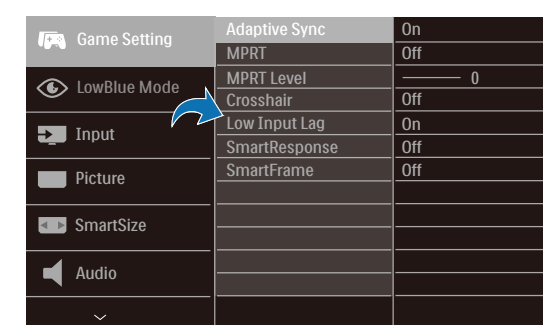 Game Setting
LowBlue Mode
Input
Picture
SmartSize
Audio
Adaptive Sync On
MPRT Off
MPRT Level 0
Crosshair Off
Low Input Lag On
SmartResponse Off
SmartFrame Off